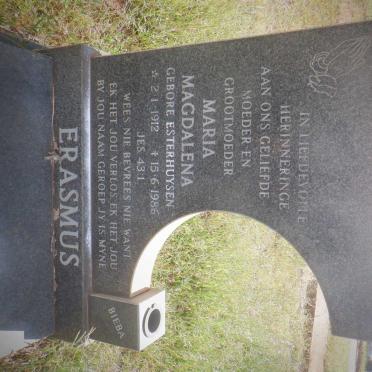 IN LIEFDEVOLLE
HERINNERINGE
AAN ONS GELIEFDE
MOEDER EN
GROOTMOEDER
MARIA
MAGDALENA
GEBORE ESTERHUYSEN
☆ 2·1·1912 ✝ 15·6·1986
JES. 43:1
WEES NIE BEVREES NIE WANT
EK HET JOU VERLOS, EK HET JOU
BY JOU NAAM GEROEP, JY IS MYNE
ERASMUS
BIEBA